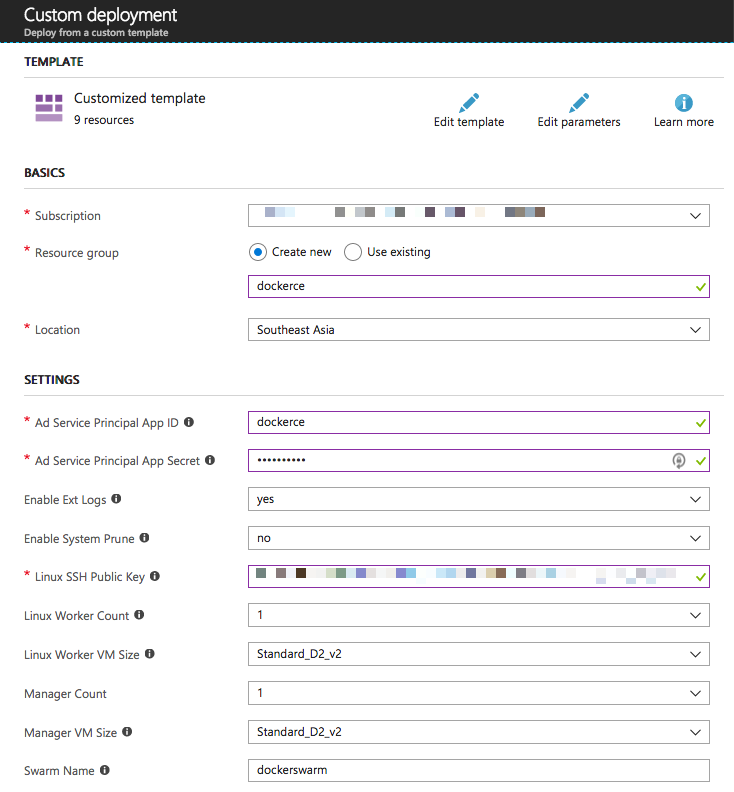 Custom deployment
Deploy from a custom template
TEMPLATE
Customized template
9 resources
Edit template
Edit parameters
Learn more
BASICS
* Subscription
* Resource group
Create new
Use existing
dockerce
* Location
Southeast Asia
SETTINGS
* Ad Service Principal App ID
dockerce
* Ad Service Principal App Secret
••••••••••
Enable Ext Logs
yes
Enable System Prune
no
* Linux SSH Public Key
Linux Worker Count
1
Linux Worker VM Size
Standard_D2_v2
Manager Count
1
Manager VM Size
Standard_D2_v2
Swarm Name
dockerswarm